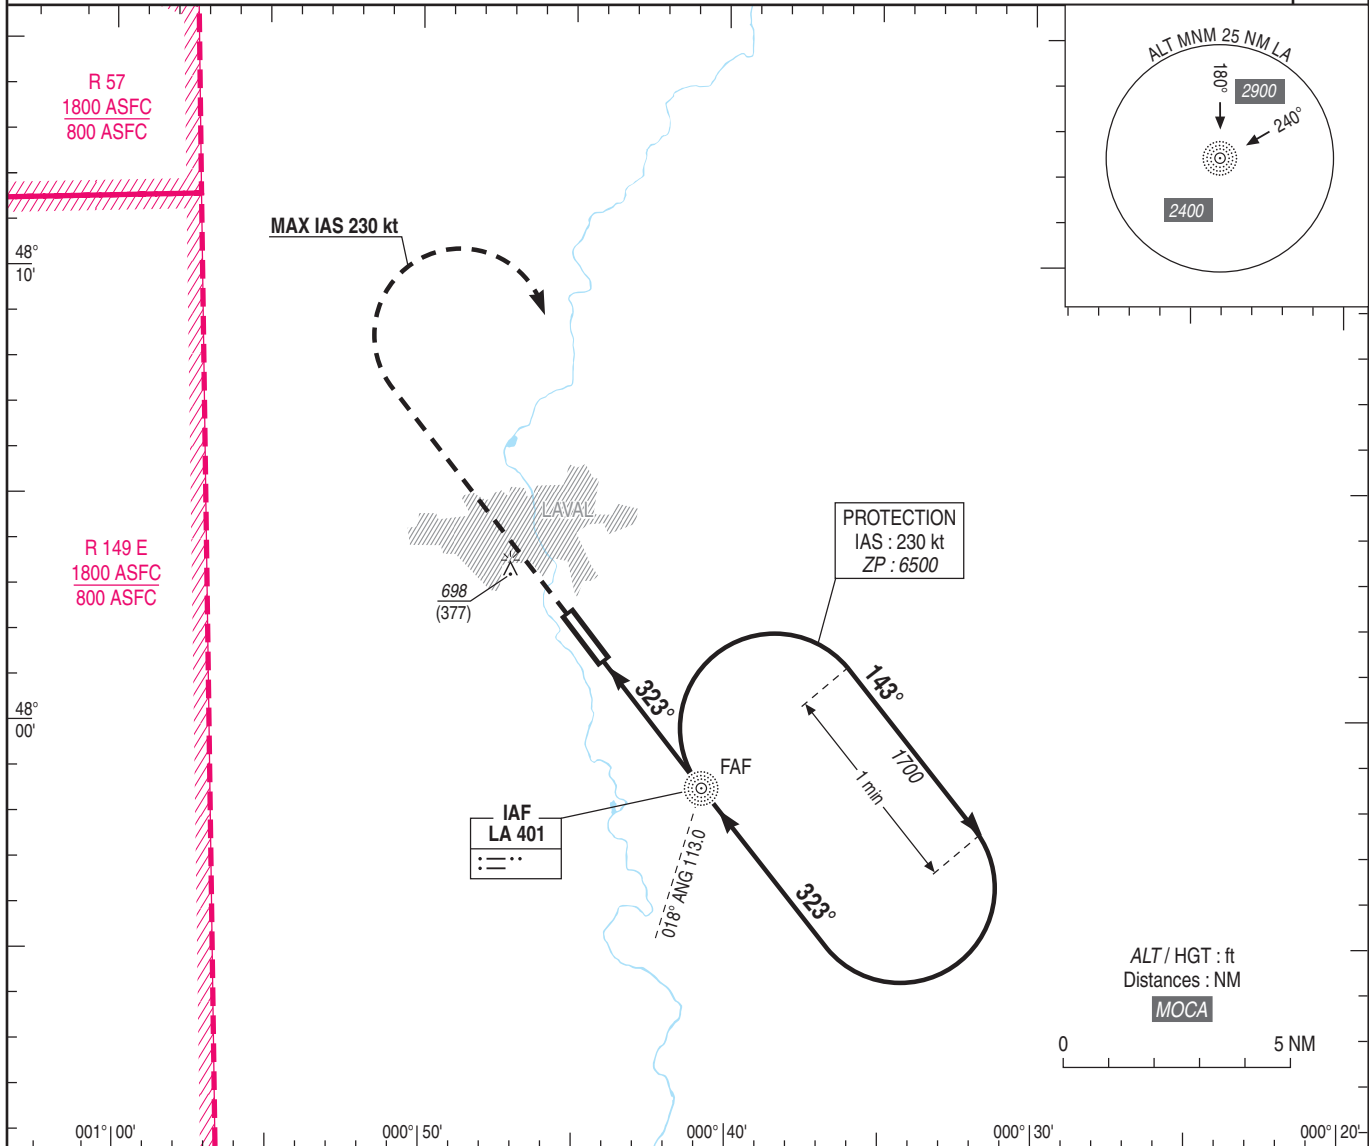 R 57
1800 ASFC
800 ASFC
ALT MNM 25 NM LA
180°
2900
240°
2400
MAX IAS 230 kt
48°
10'
LAVAL
PROTECTION
IAS : 230 kt
ZP : 6500
R 149 E
1800 ASFC
800 ASFC
698
(377)
323°
143°
1700
1 min
48°
00'
FAF
IAF
LA 401
018° ANG 113.0
323°
ALT / HGT : ft
Distances : NM
MOCA
0
5 NM
001° 00'
000° 50'
000° 40'
000° 30'
000° 20'